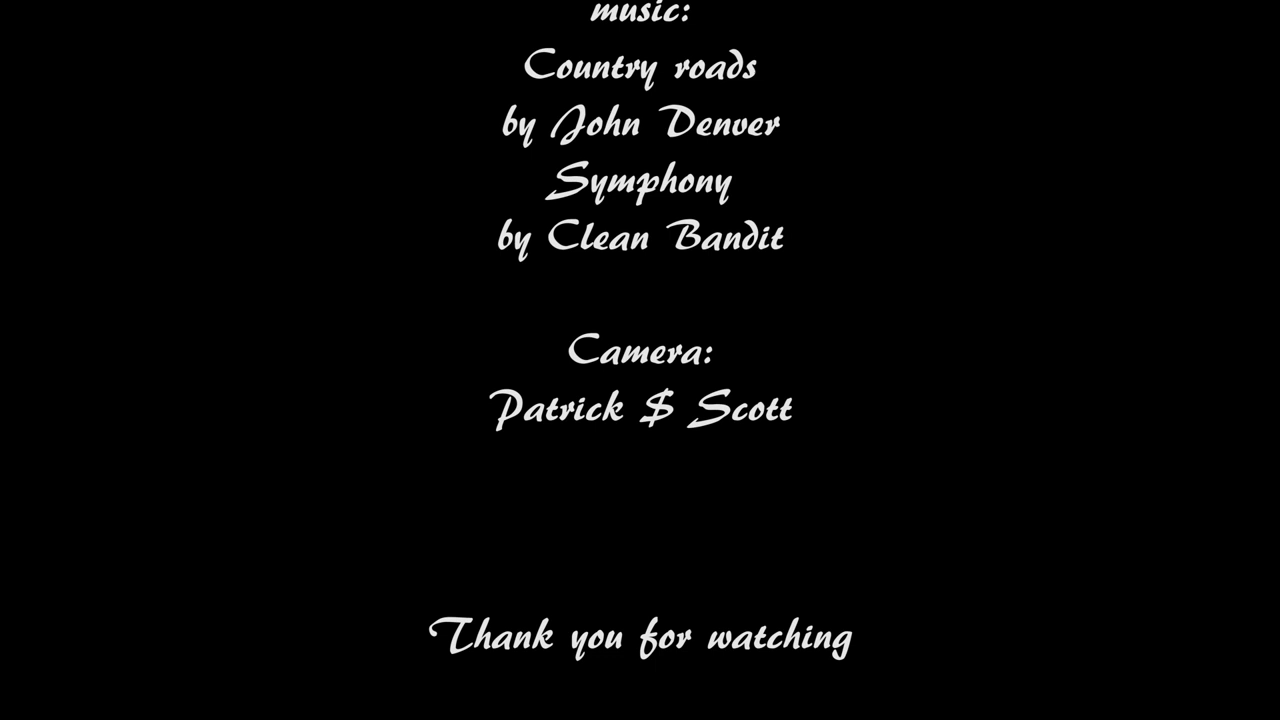 music:
Country roads
by John Denver
Symphony
by Clean Bandit
Camera:
Patrick $ Scott
Thank you for watching